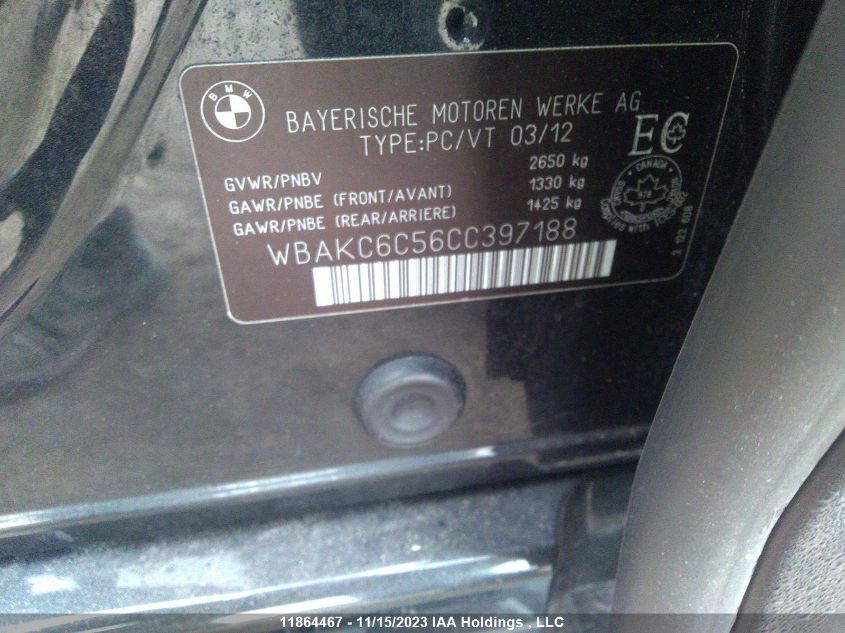 BMW
BAYERISCHE MOTOREN WERKE AG
TYPE:PC/VT 03/12
EC
GVWR/PNBV 2650 kg
GAWR/PNBE (FRONT/AVANT) 1330 kg
GAWR/PNBE (REAR/ARRIERE) 1425 kg
CANADA
WBAKC6C56CC397188
11864467 - 11/15/2023 IAA Holdings , LLC